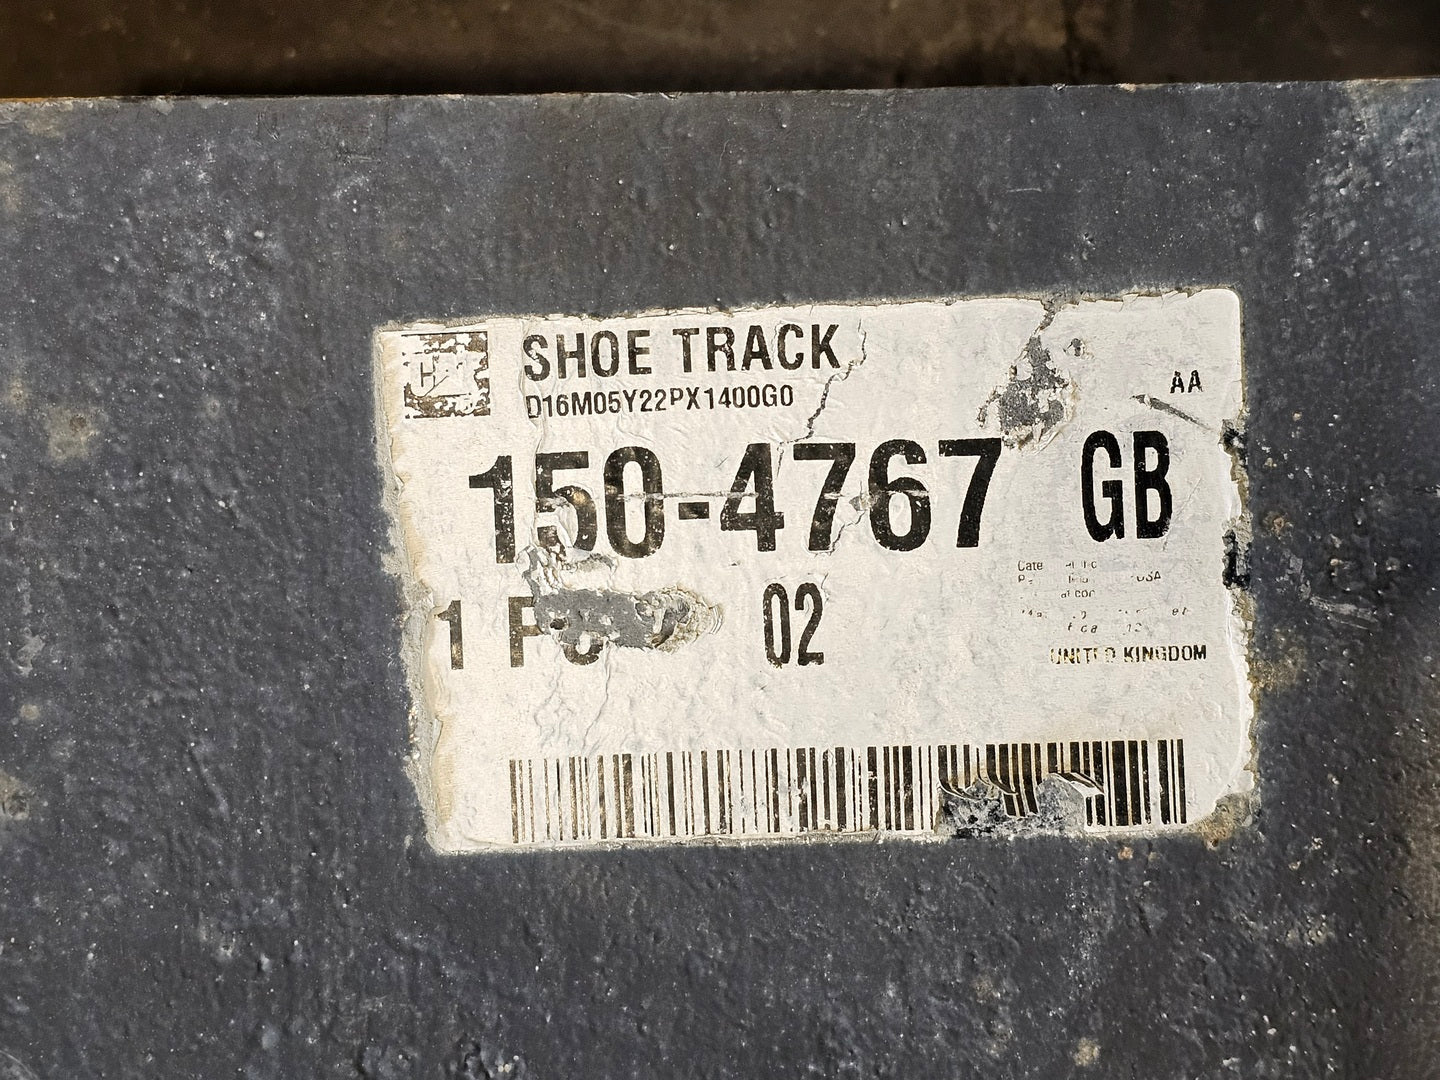 SHOE TRACK
D16M05Y22PX1400G0
AA
150-4767 GB
1 02
UNITED KINGDOM